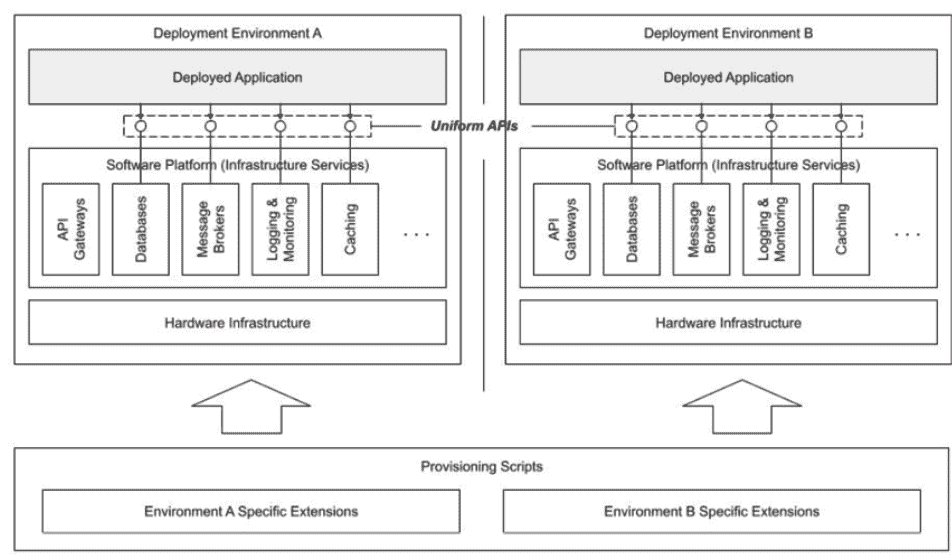 Deployment Environment A
Deployed Application
Software Platform (Infrastructure Services)
API
Gateways
Databases
Message
Brokers
Logging &
Monitoring
Caching
. . .
Hardware Infrastructure
Uniform APIs
Deployment Environment B
Deployed Application
Software Platform (Infrastructure Services)
API
Gateways
Databases
Message
Brokers
Logging &
Monitoring
Caching
. . .
Hardware Infrastructure
Provisioning Scripts
Environment A Specific Extensions
Environment B Specific Extensions